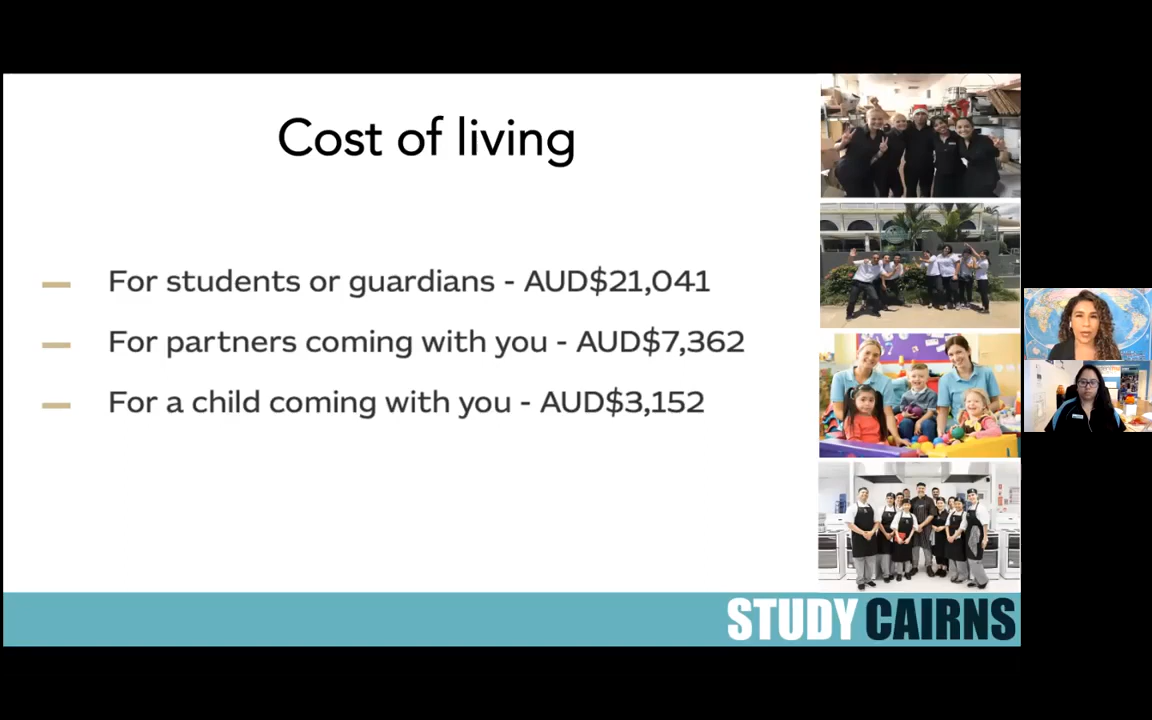 Cost of living
For students or guardians - AUD$21,041
For partners coming with you - AUD$7,362
For a child coming with you - AUD$3,152
STUDY CAIRNS